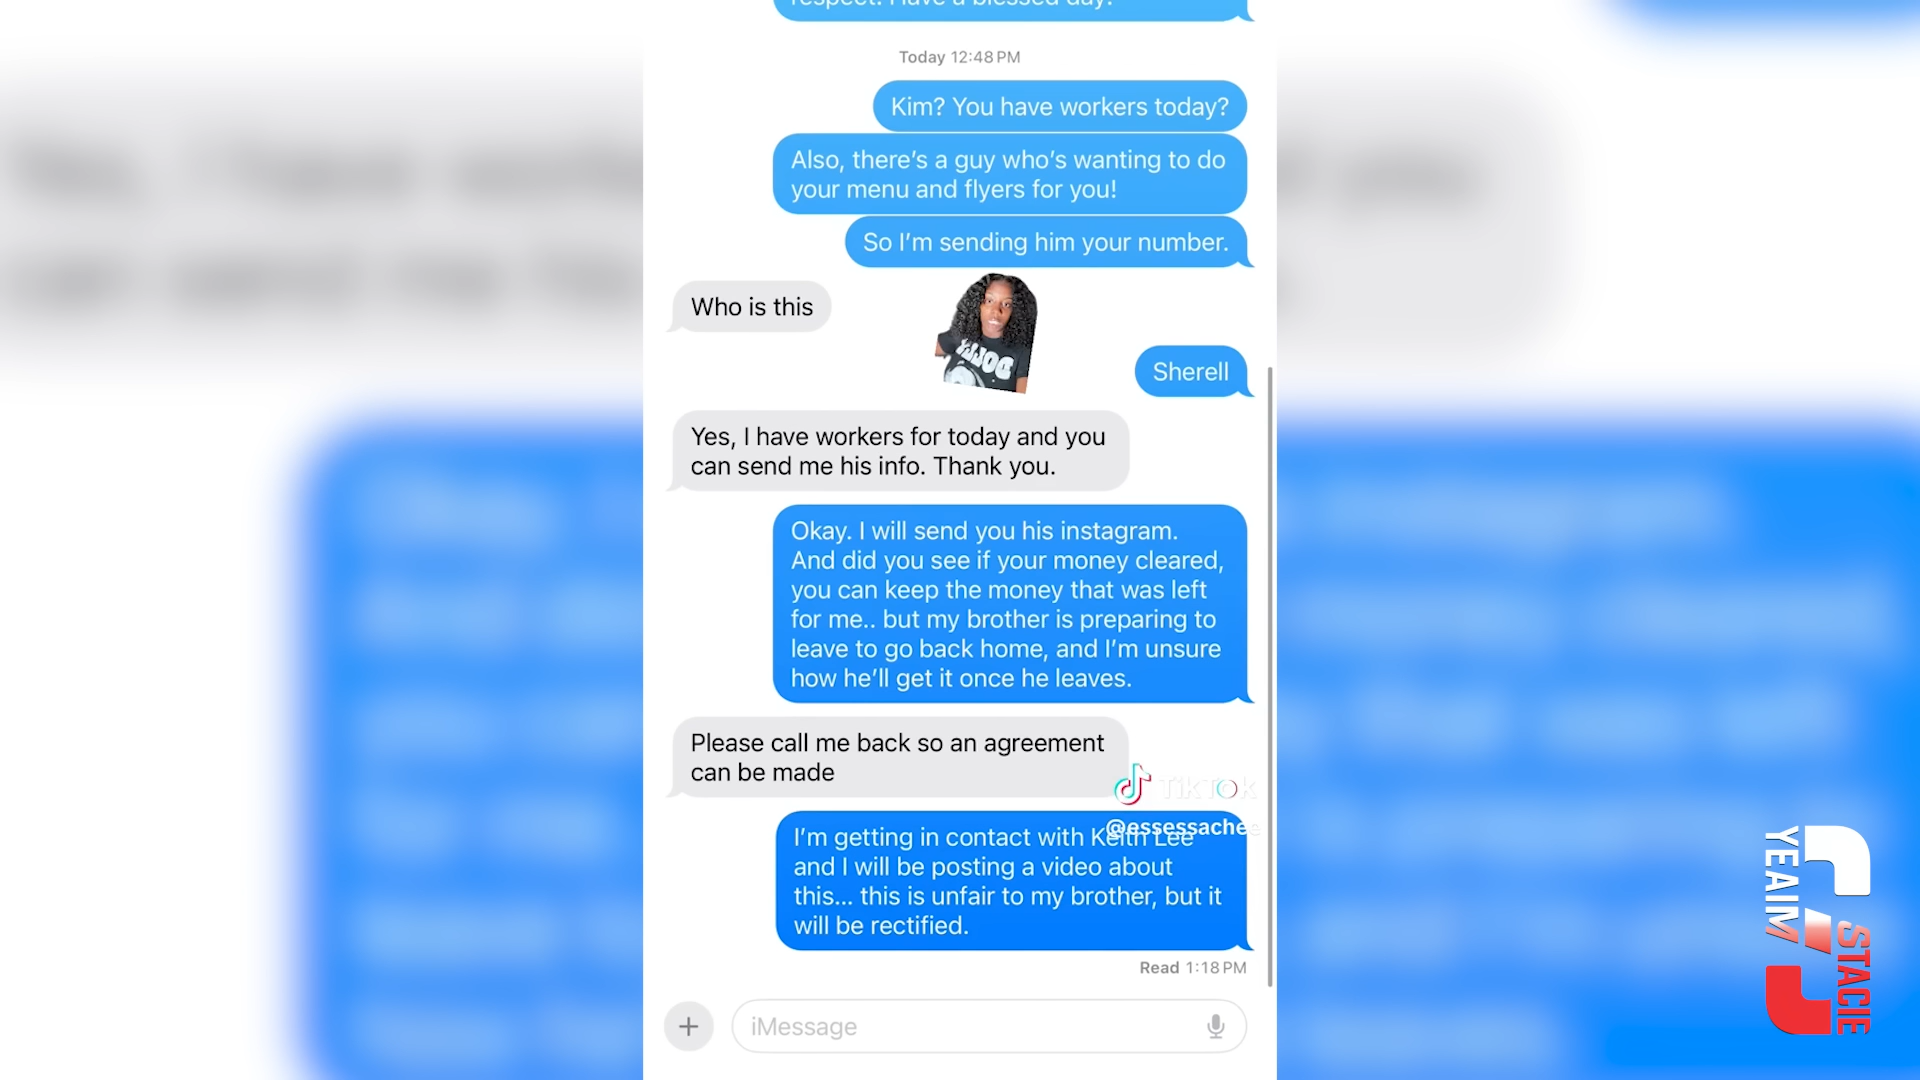 respect. Have a blessed day.
Today 12:48 PM
Kim? You have workers today?
Also, there's a guy who's wanting to do
your menu and flyers for you!
So I'm sending him your number.
Who is this
DOLLY
Sherell
Yes, I have workers for today and you
can send me his info. Thank you.
Okay. I will send you his instagram.
And did you see if your money cleared,
you can keep the money that was left
for me.. but my brother is preparing to
leave to go back home, and I'm unsure
how he'll get it once he leaves.
Please call me back so an agreement
can be made
TikTok
@essessachee
I'm getting in contact with Keith Lee
and I will be posting a video about
this... this is unfair to my brother, but it
will be rectified.
Read 1:18 PM
iMessage
YEAIM
STACIE